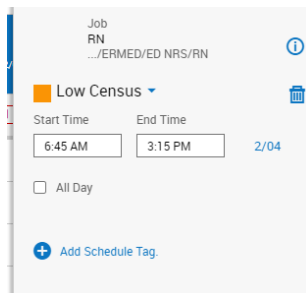 Job
RN
.../ERMED/ED NRS/RN
Low Census
Start Time End Time
6:45 AM 3:15 PM 2/04
All Day
Add Schedule Tag.